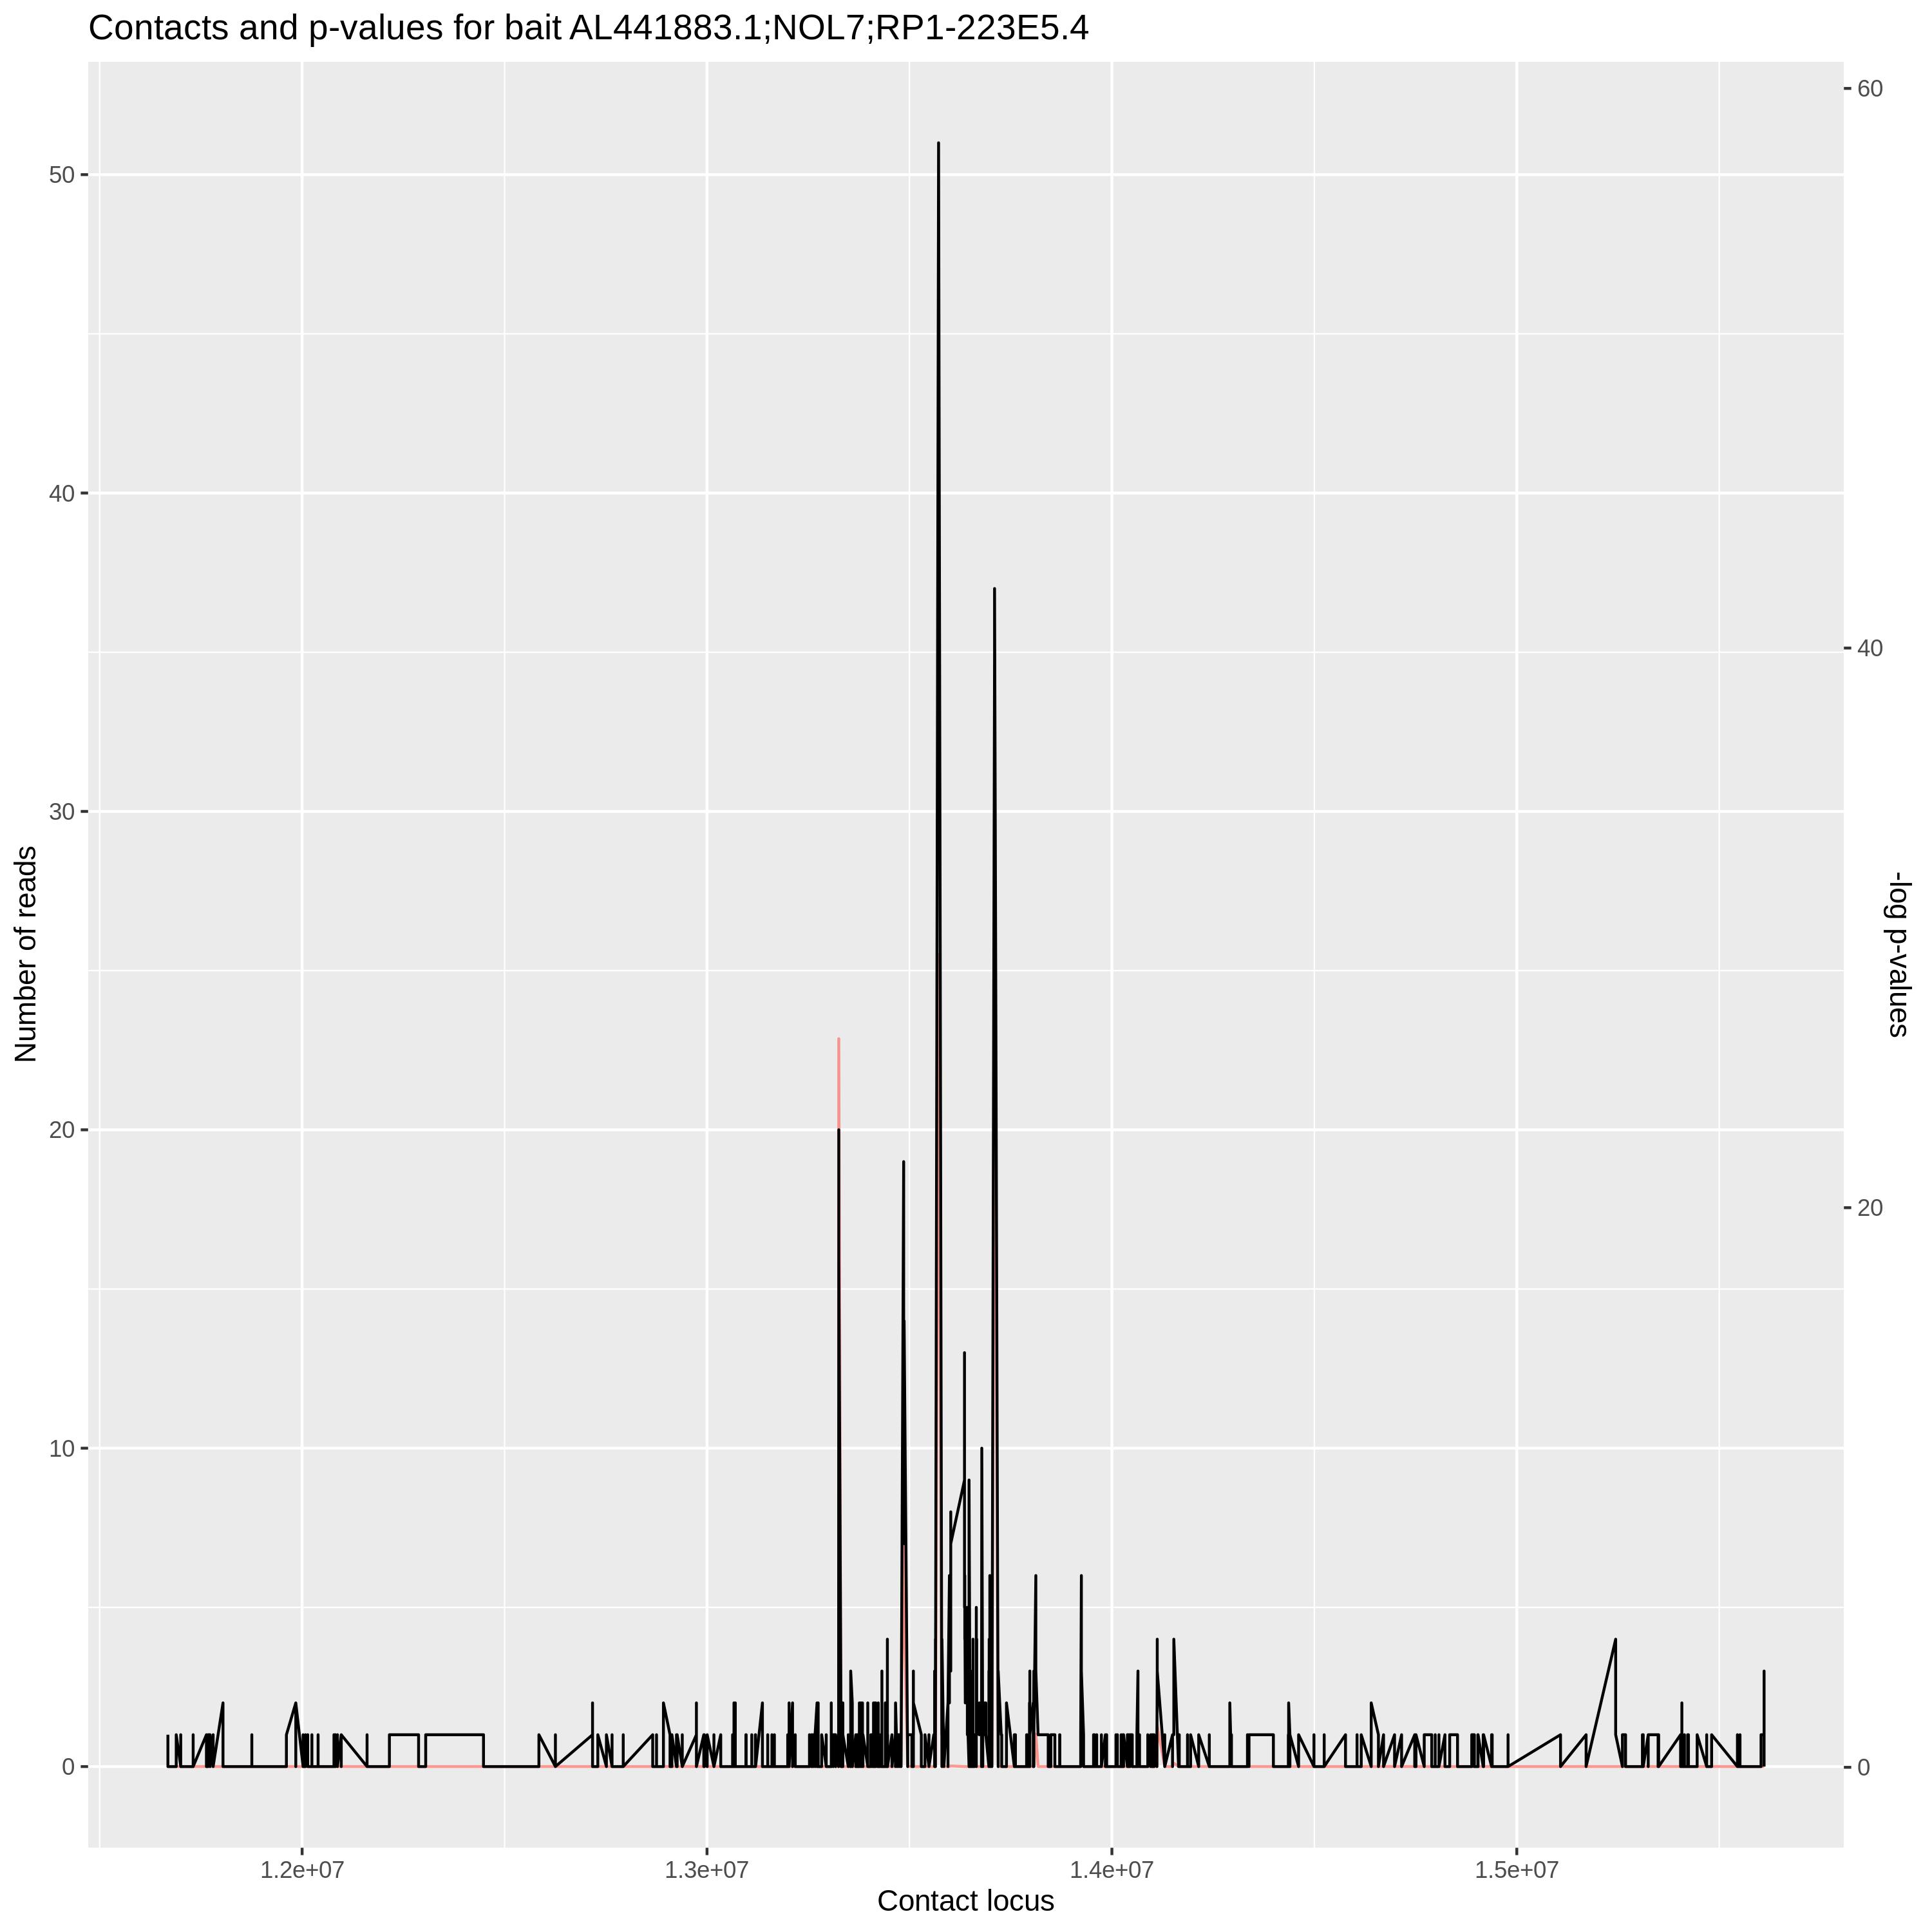 Contacts and p-values for bait AL441883.1;NOL7;RP1-223E5.4
60
50
40
40
30
20
20
10
0
0
Number of reads
-log p-values
1.2e+07
1.3e+07
1.4e+07
1.5e+07
Contact locus